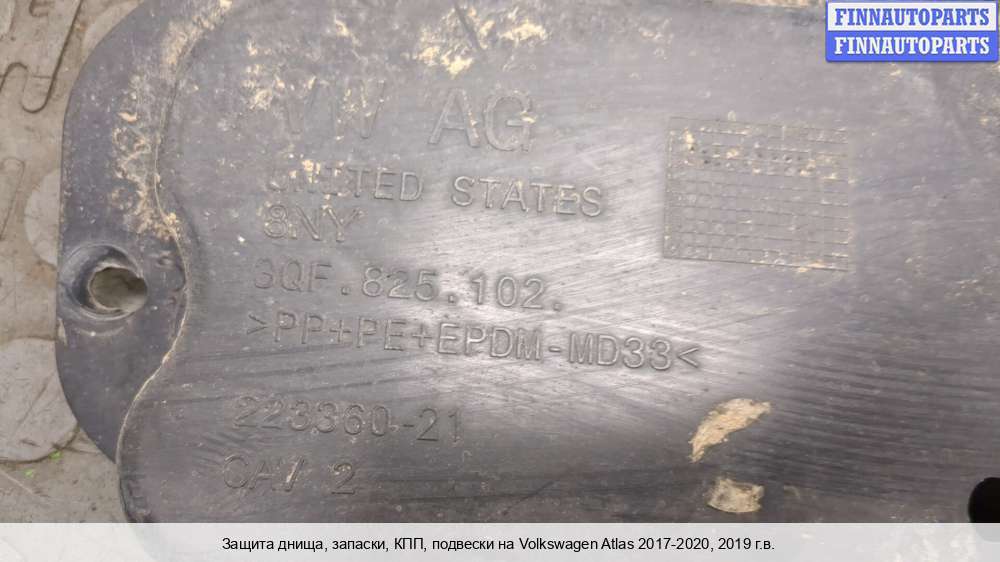 FINNAUTOPARTS
FINNAUTOPARTS
VW AG
UNITED STATES
8NY
3QF.825.102.
>PP+PE+EPDM-MD33<
223360-21
CAV 2
Защита днища, запаски, КПП, подвески на Volkswagen Atlas 2017-2020, 2019 г.в.